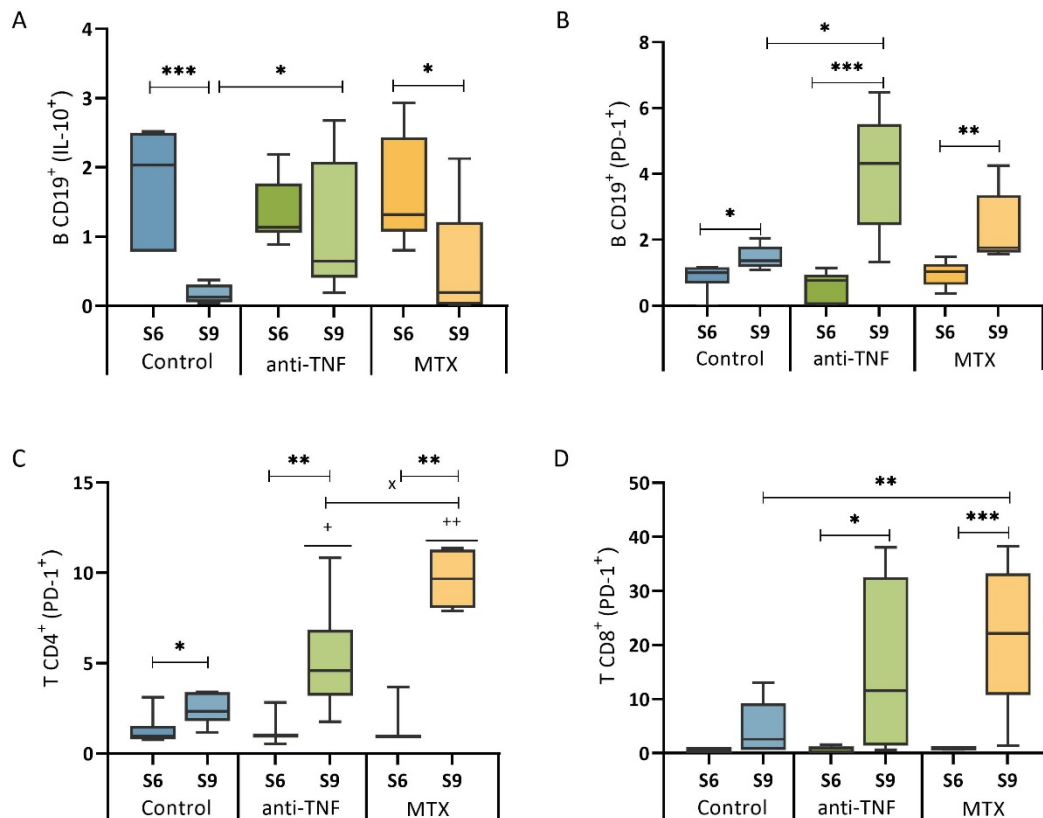 A
B CD19⁺ (IL-10⁺)
4
3
2
1
0
***
*
*
S6 S9 S6 S9 S6 S9
Control anti-TNF MTX
B
B CD19⁺ (PD-1⁺)
8
6
4
2
0
*
***
**
*
S6 S9 S6 S9 S6 S9
Control anti-TNF MTX
C
T CD4⁺ (PD-1⁺)
15
10
5
0
** **
x
+ ++
*
S6 S9 S6 S9 S6 S9
Control anti-TNF MTX
D
T CD8⁺ (PD-1⁺)
50
40
30
20
10
0
**
* ***
S6 S9 S6 S9 S6 S9
Control anti-TNF MTX